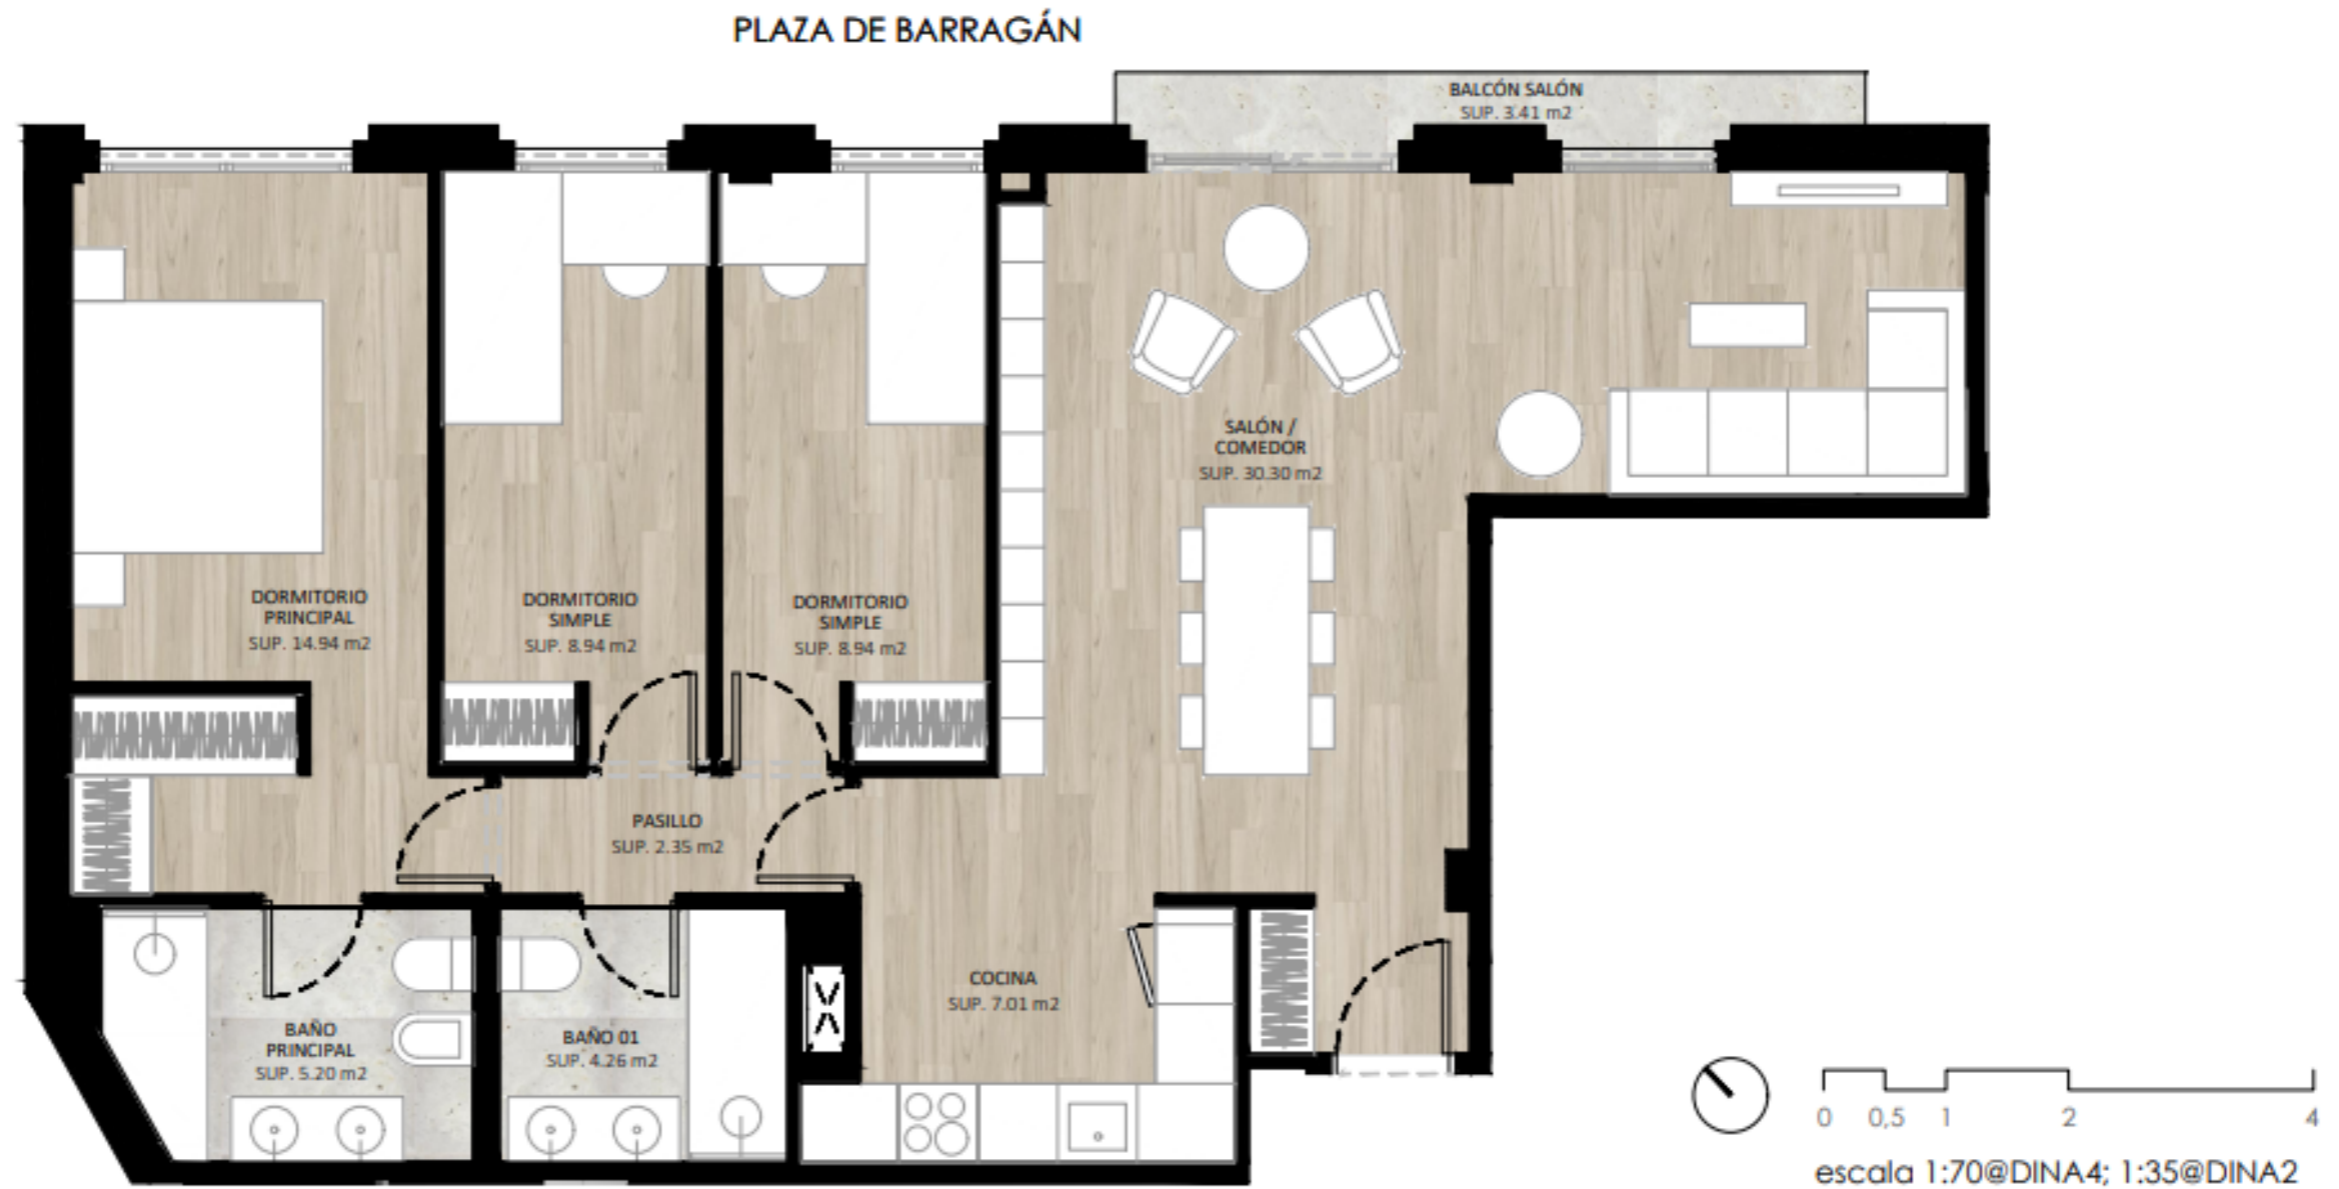 PLAZA DE BARRAGÁN
BALCÓN SALÓN
SUP. 3.41 m2
SALÓN /
COMEDOR
SUP. 30.30 m2
DORMITORIO
PRINCIPAL
SUP. 14.94 m2
DORMITORIO
SIMPLE
SUP. 8.94 m2
DORMITORIO
SIMPLE
SUP. 8.94 m2
PASILLO
SUP. 2.35 m2
COCINA
SUP. 7.01 m2
BAÑO
PRINCIPAL
SUP. 5.20 m2
BAÑO 01
SUP. 4.26 m2
0 0,5 1 2 4
escala 1:70@DINA4; 1:35@DINA2